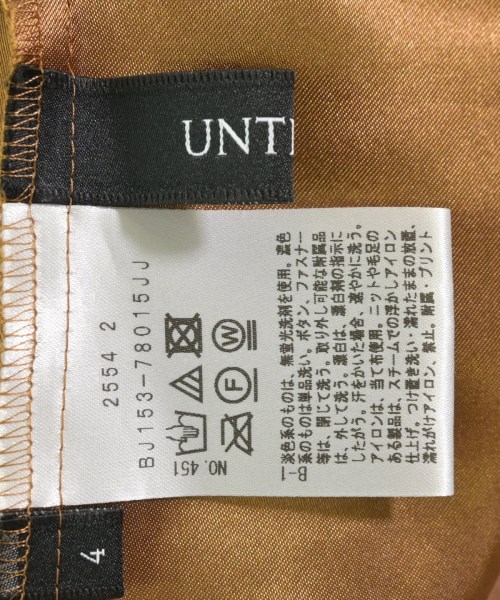 UNTI
2554 2
BJ153-78015JJ
W
F
NO. 451
1-B
淡色系のものは、無蛍光洗剤を使用。濃色
系のものは単品洗い。ボタン、ファスナー
等は、閉じて洗う。取り外し可能な附属品
は、外して洗う。漂白は、漂白剤の指示に
したがう。汗をかいた場合、速やかに洗う。
アイロンは、当て布使用。ニットや毛足の
ある製品は、スチームでの浮かしアイロン
仕上げ。つけ置き洗い・濡れたままの放置、
濡れがけアイロン、禁止。附属・プリント
4